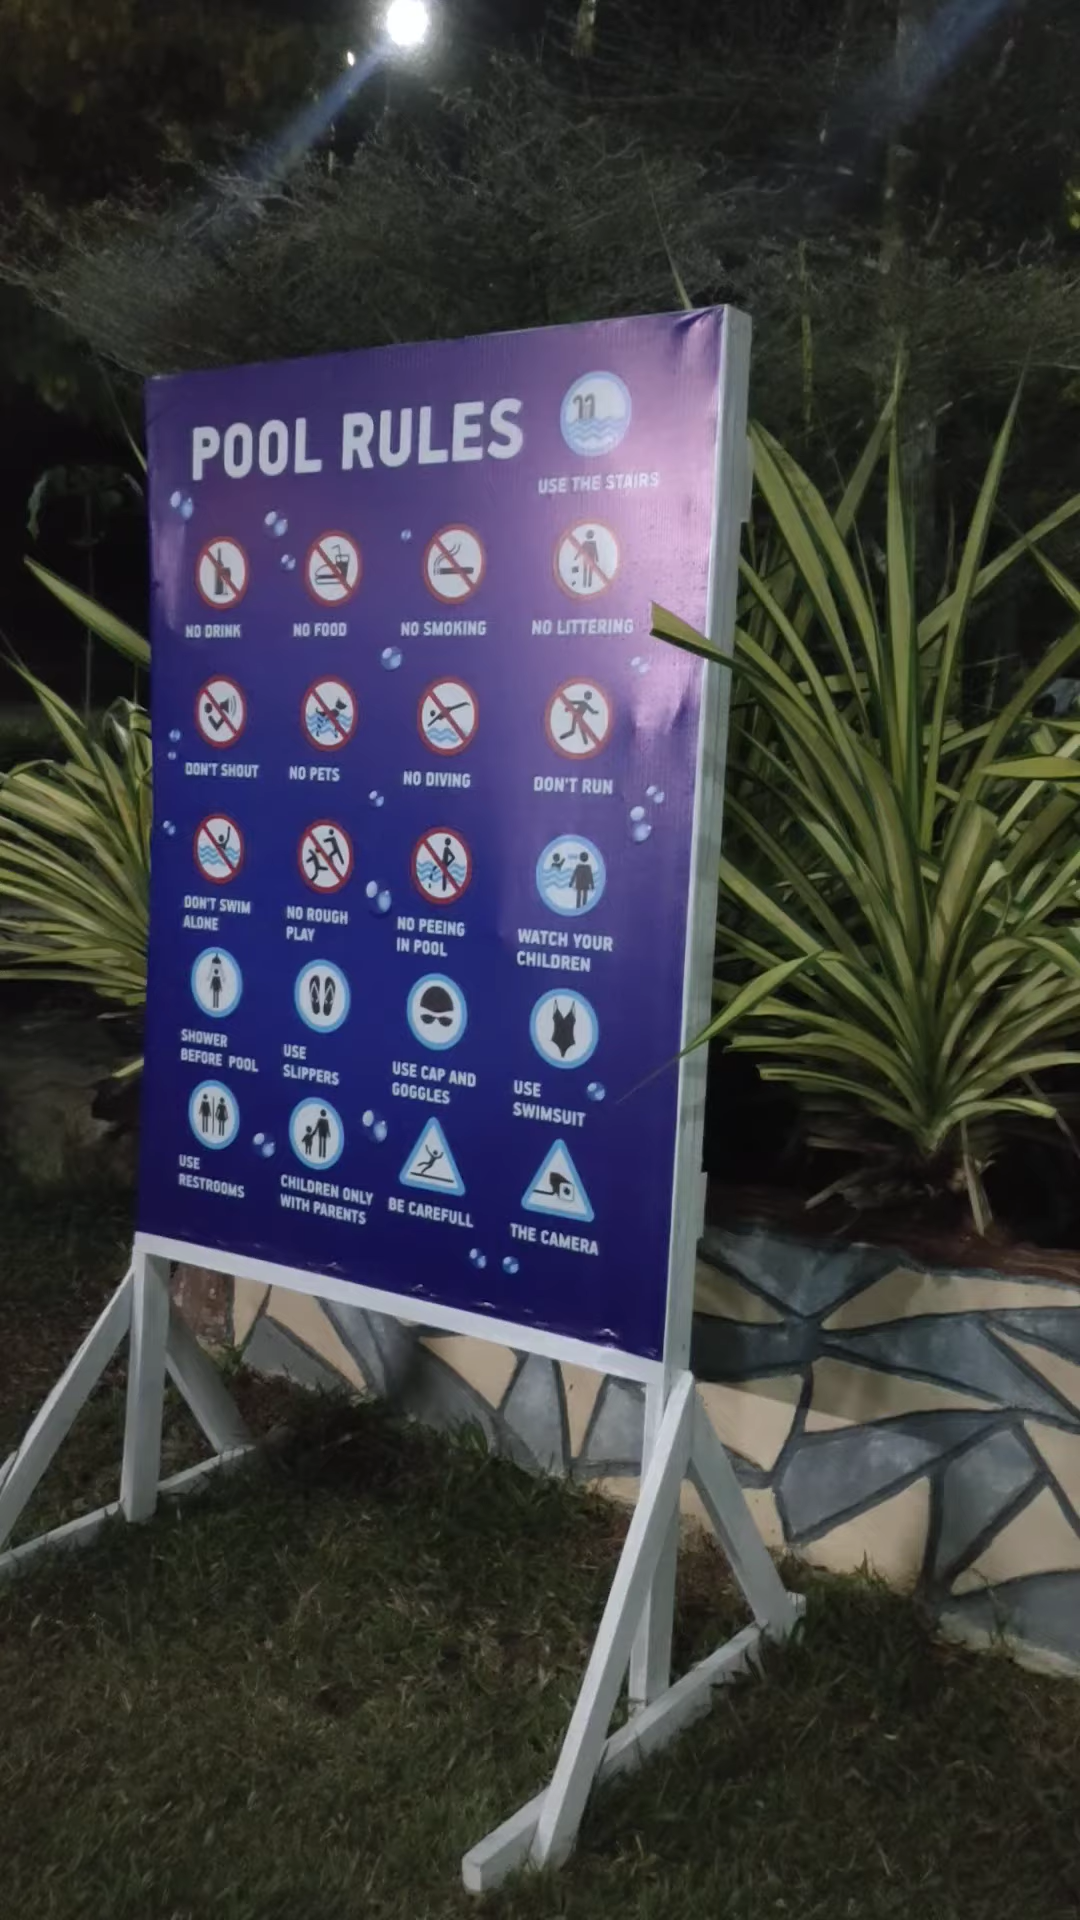 POOL RULES
USE THE STAIRS
NO DRINK
NO FOOD
NO SMOKING
NO LITTERING
DON'T SHOUT
NO PETS
NO DIVING
DON'T RUN
DON'T SWIM
ALONE
NO ROUGH
PLAY
NO PEEING
IN POOL
WATCH YOUR
CHILDREN
SHOWER
BEFORE POOL
USE
SLIPPERS
USE CAP AND
GOGGLES
USE
SWIMSUIT
USE
RESTROOMS
CHILDREN ONLY
WITH PARENTS
BE CAREFULL
THE CAMERA